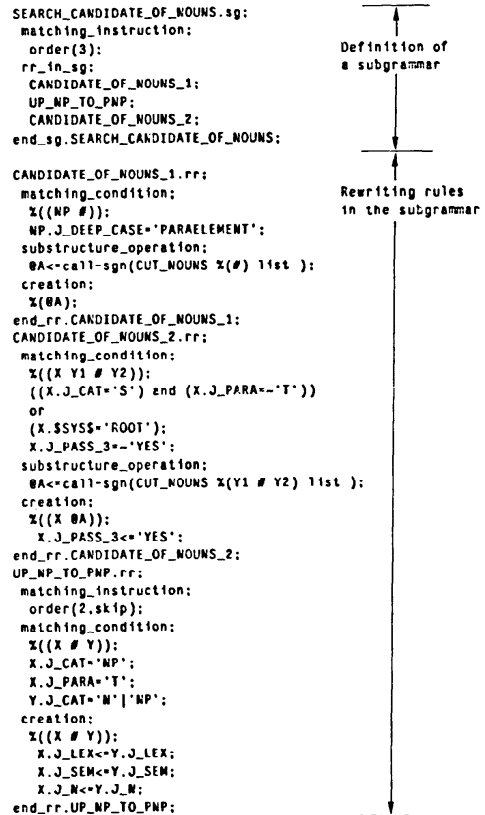 SEARCH_CANDIDATE_OF_NOUNS.sg;
matching_instruction;
order(3);
rr_in_sg;
CANDIDATE_OF_NOUNS_1;
UP_NP_TO_PNP;
CANDIDATE_OF_NOUNS_2;
end_sg.SEARCH_CANDIDATE_OF_NOUNS;
Definition of
a subgrammar
CANDIDATE_OF_NOUNS_1.rr;
matching_condition;
%((NP #));
NP.J_DEEP_CASE='PARAELEMENT';
substructure_operation;
@A<=call-sgn(CUT_NOUNS %(#) list );
creation;
%(@A);
end_rr.CANDIDATE_OF_NOUNS_1;
Rewriting rules
in the subgrammar
CANDIDATE_OF_NOUNS_2.rr;
matching_condition;
%((X Y1 # Y2));
((X.J_CAT='S') and (X.J_PARA=~'T'))
or
(X.$SYS$='ROOT');
X.J_PASS_3=~'YES';
substructure_operation;
@A<=call-sgn(CUT_NOUNS %(Y1 # Y2) list );
creation;
%((X @A));
X.J_PASS_3<='YES';
end_rr.CANDIDATE_OF_NOUNS_2;
UP_NP_TO_PNP.rr;
matching_instruction;
order(2,skip);
matching_condition;
%((X # Y));
X.J_CAT='NP';
X.J_PARA='T';
Y.J_CAT='N'|'NP';
creation;
%((X # Y));
X.J_LEX<=Y.J_LEX;
X.J_SEM<=Y.J_SEM;
X.J_N<=Y.J_N;
end_rr.UP_NP_TO_PNP;